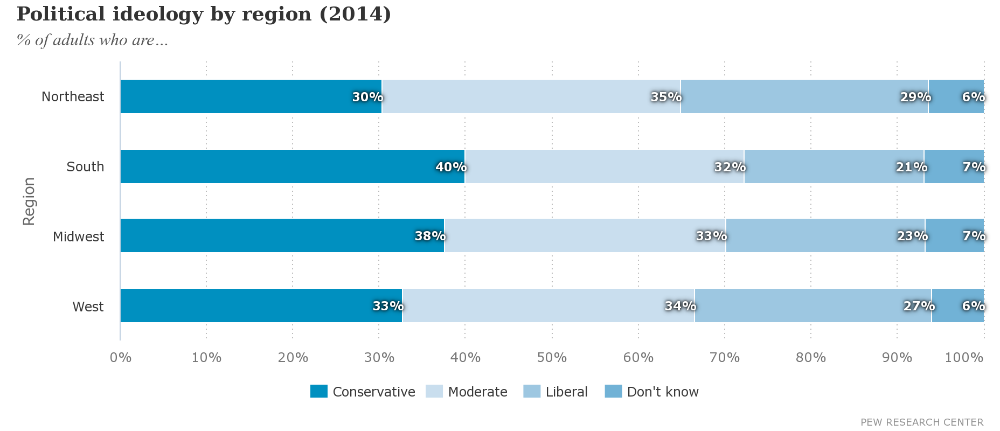 Political ideology by region (2014)
% of adults who are...
Region
Northeast 30% 35% 29% 6%
South 40% 32% 21% 7%
Midwest 38% 33% 23% 7%
West 33% 34% 27% 6%
0% 10% 20% 30% 40% 50% 60% 70% 80% 90% 100%
Conservative Moderate Liberal Don't know
PEW RESEARCH CENTER